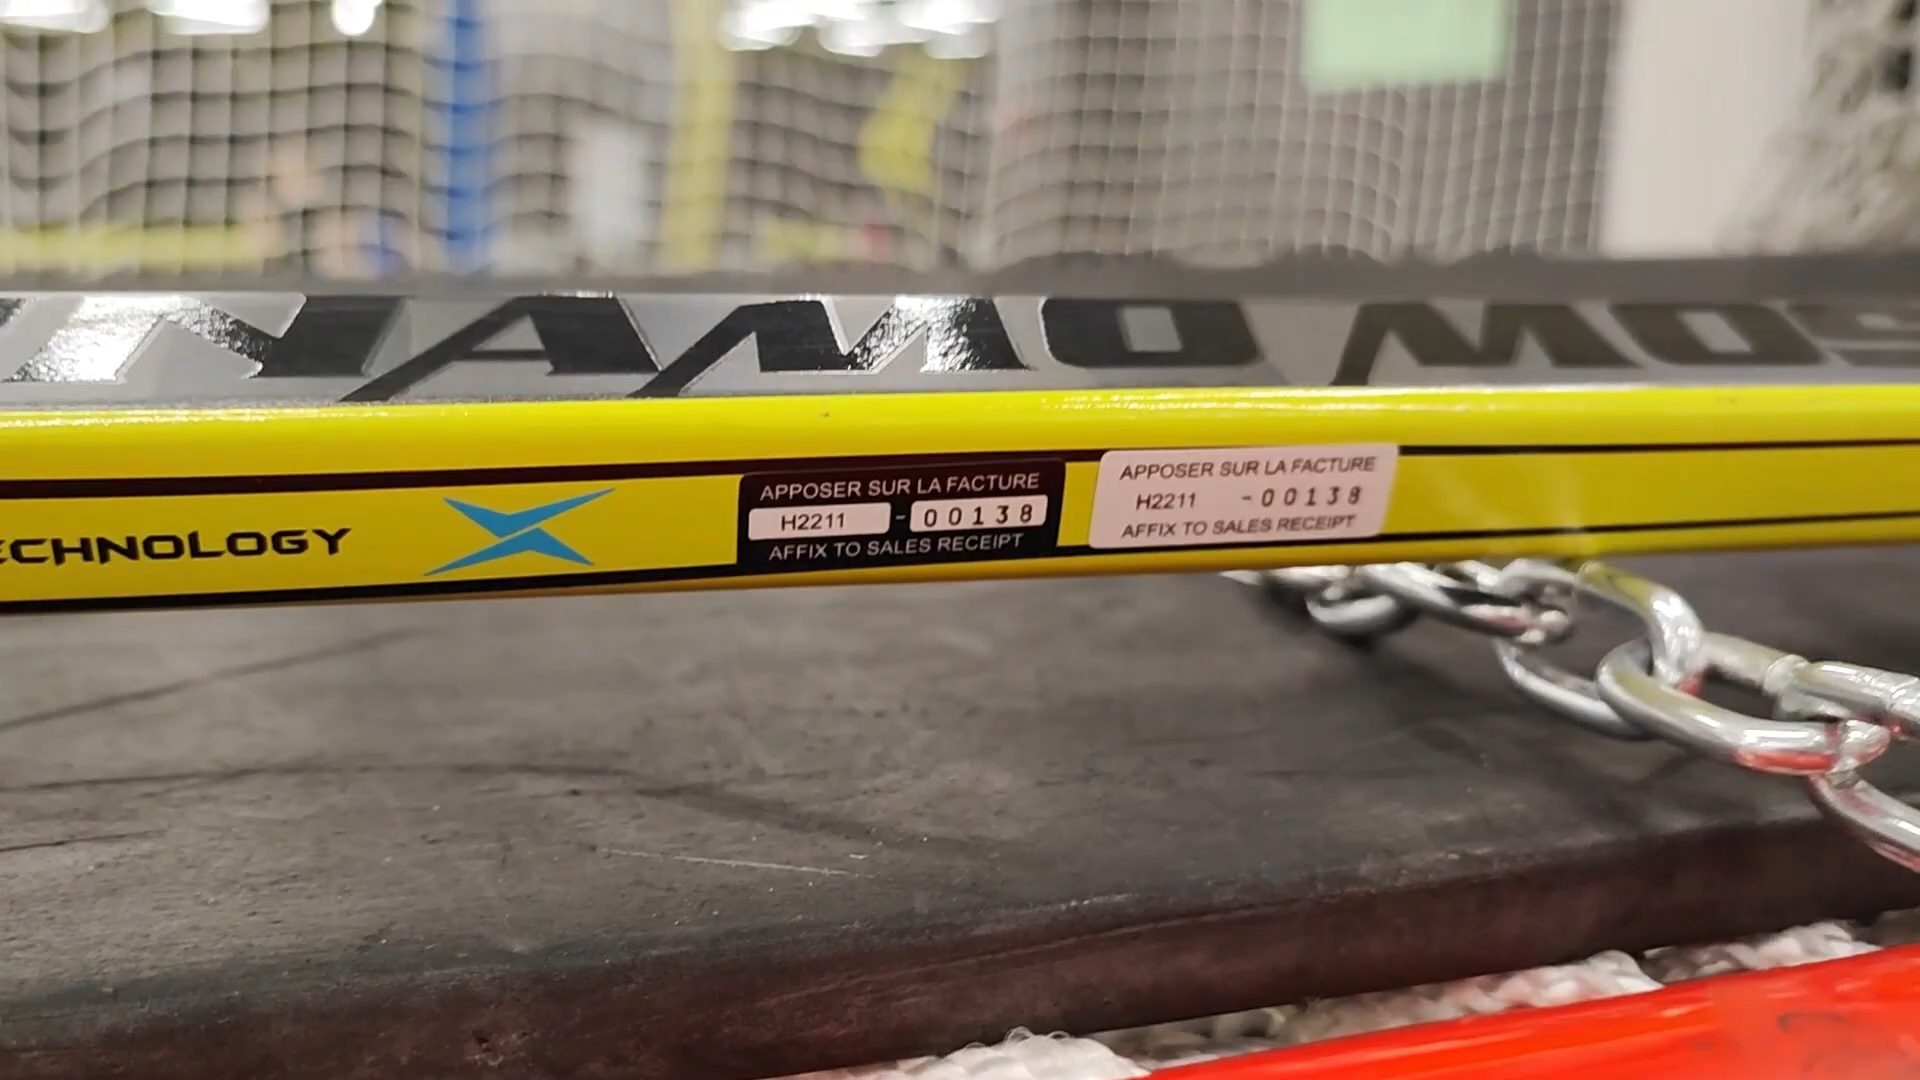 NAMO MOS
ECHNOLOGY
APPOSER SUR LA FACTURE
H2211 - 00138
AFFIX TO SALES RECEIPT
APPOSER SUR LA FACTURE
H2211 - 00138
AFFIX TO SALES RECEIPT